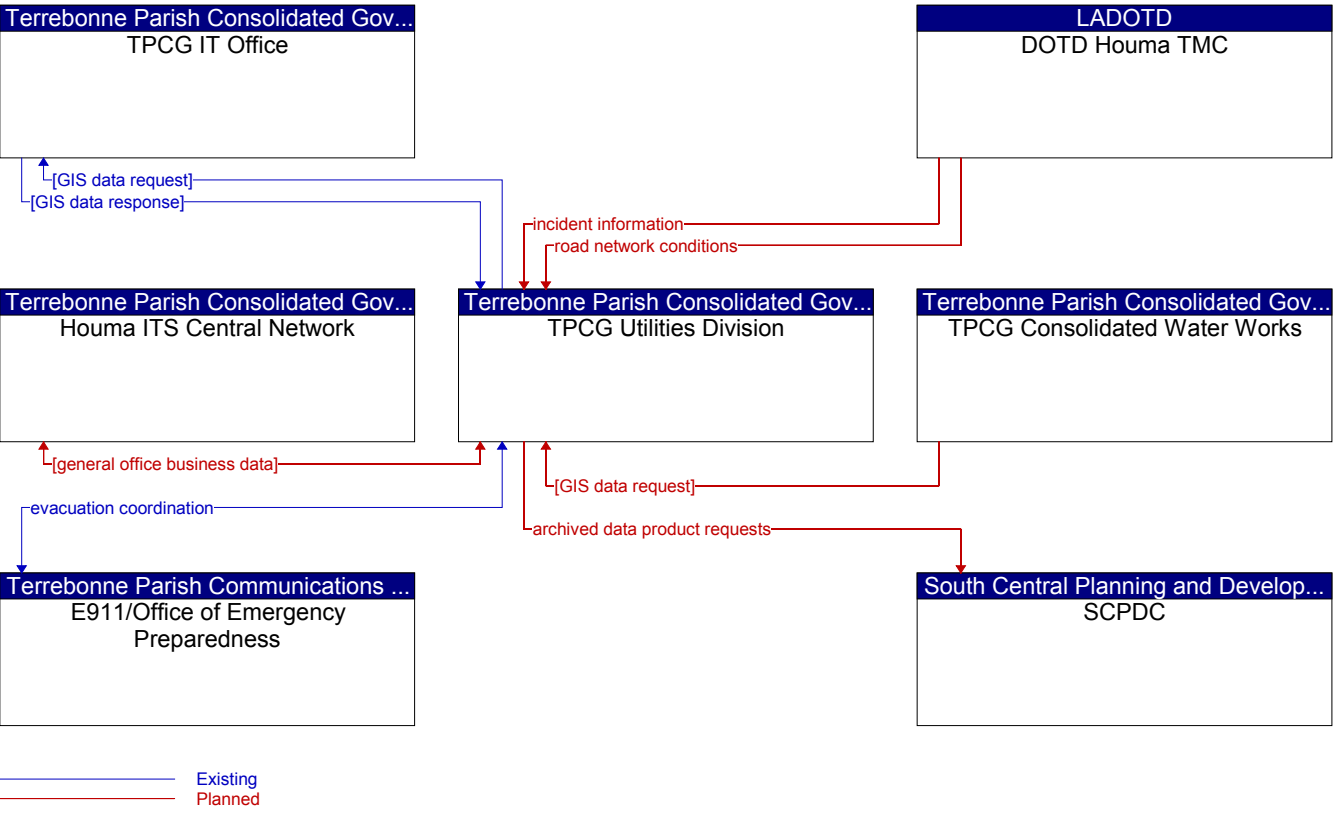 Terrebonne Parish Consolidated Gov...
TPCG IT Office
LADOTD
DOTD Houma TMC
[GIS data request]
[GIS data response]
incident information
road network conditions
Terrebonne Parish Consolidated Gov...
Houma ITS Central Network
Terrebonne Parish Consolidated Gov...
TPCG Utilities Division
Terrebonne Parish Consolidated Gov...
TPCG Consolidated Water Works
[general office business data]
[GIS data request]
evacuation coordination
archived data product requests
Terrebonne Parish Communications ...
E911/Office of Emergency
Preparedness
South Central Planning and Develop...
SCPDC
Existing
Planned